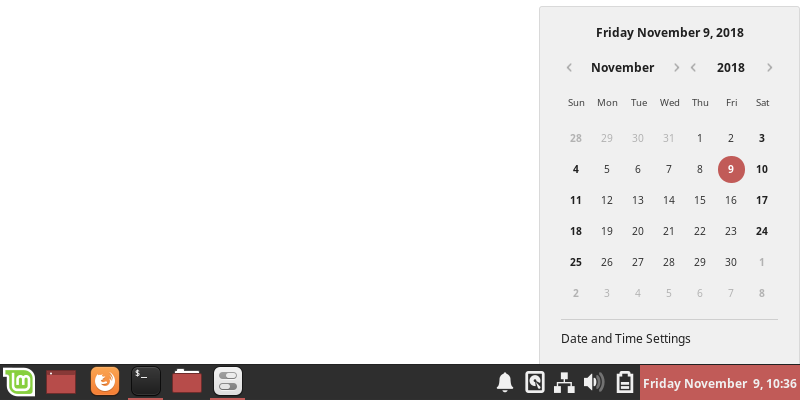 Friday November 9, 2018
November 2018
Sun Mon Tue Wed Thu Fri Sat
28 29 30 31 1 2 3
4 5 6 7 8 9 10
11 12 13 14 15 16 17
18 19 20 21 22 23 24
25 26 27 28 29 30 1
2 3 4 5 6 7 8
Date and Time Settings
$_
Friday November 9, 10:36